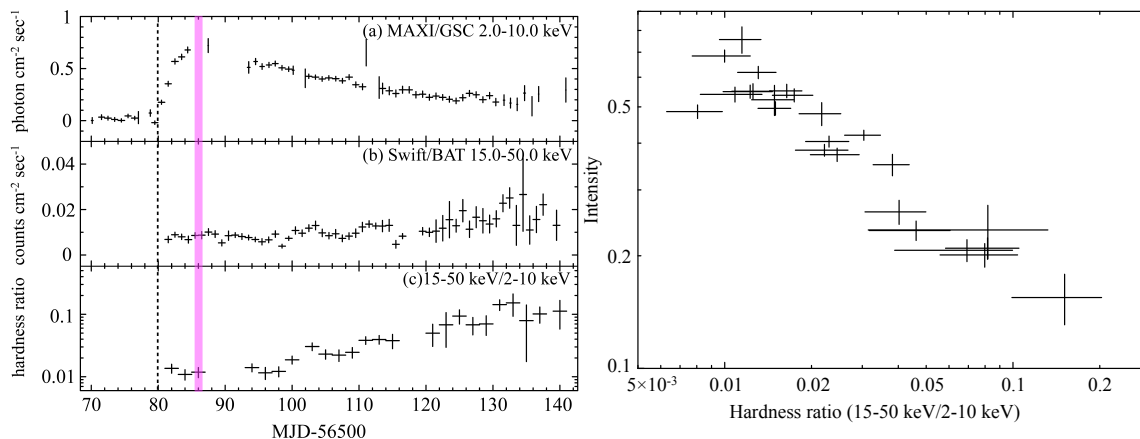 (a) MAXI/GSC 2.0-10.0 keV
photon cm-2 sec-1
1
0.5
0
(b) Swift/BAT 15.0-50.0 keV
counts cm-2 sec-1
0.04
0.02
0
(c)15-50 keV/2-10 keV
hardness ratio
0.1
0.01
70 80 90 100 110 120 130 140
MJD-56500
Intensity
0.5
0.2
0.1
5×10-3 0.01 0.02 0.05 0.1 0.2
Hardness ratio (15-50 keV/2-10 keV)